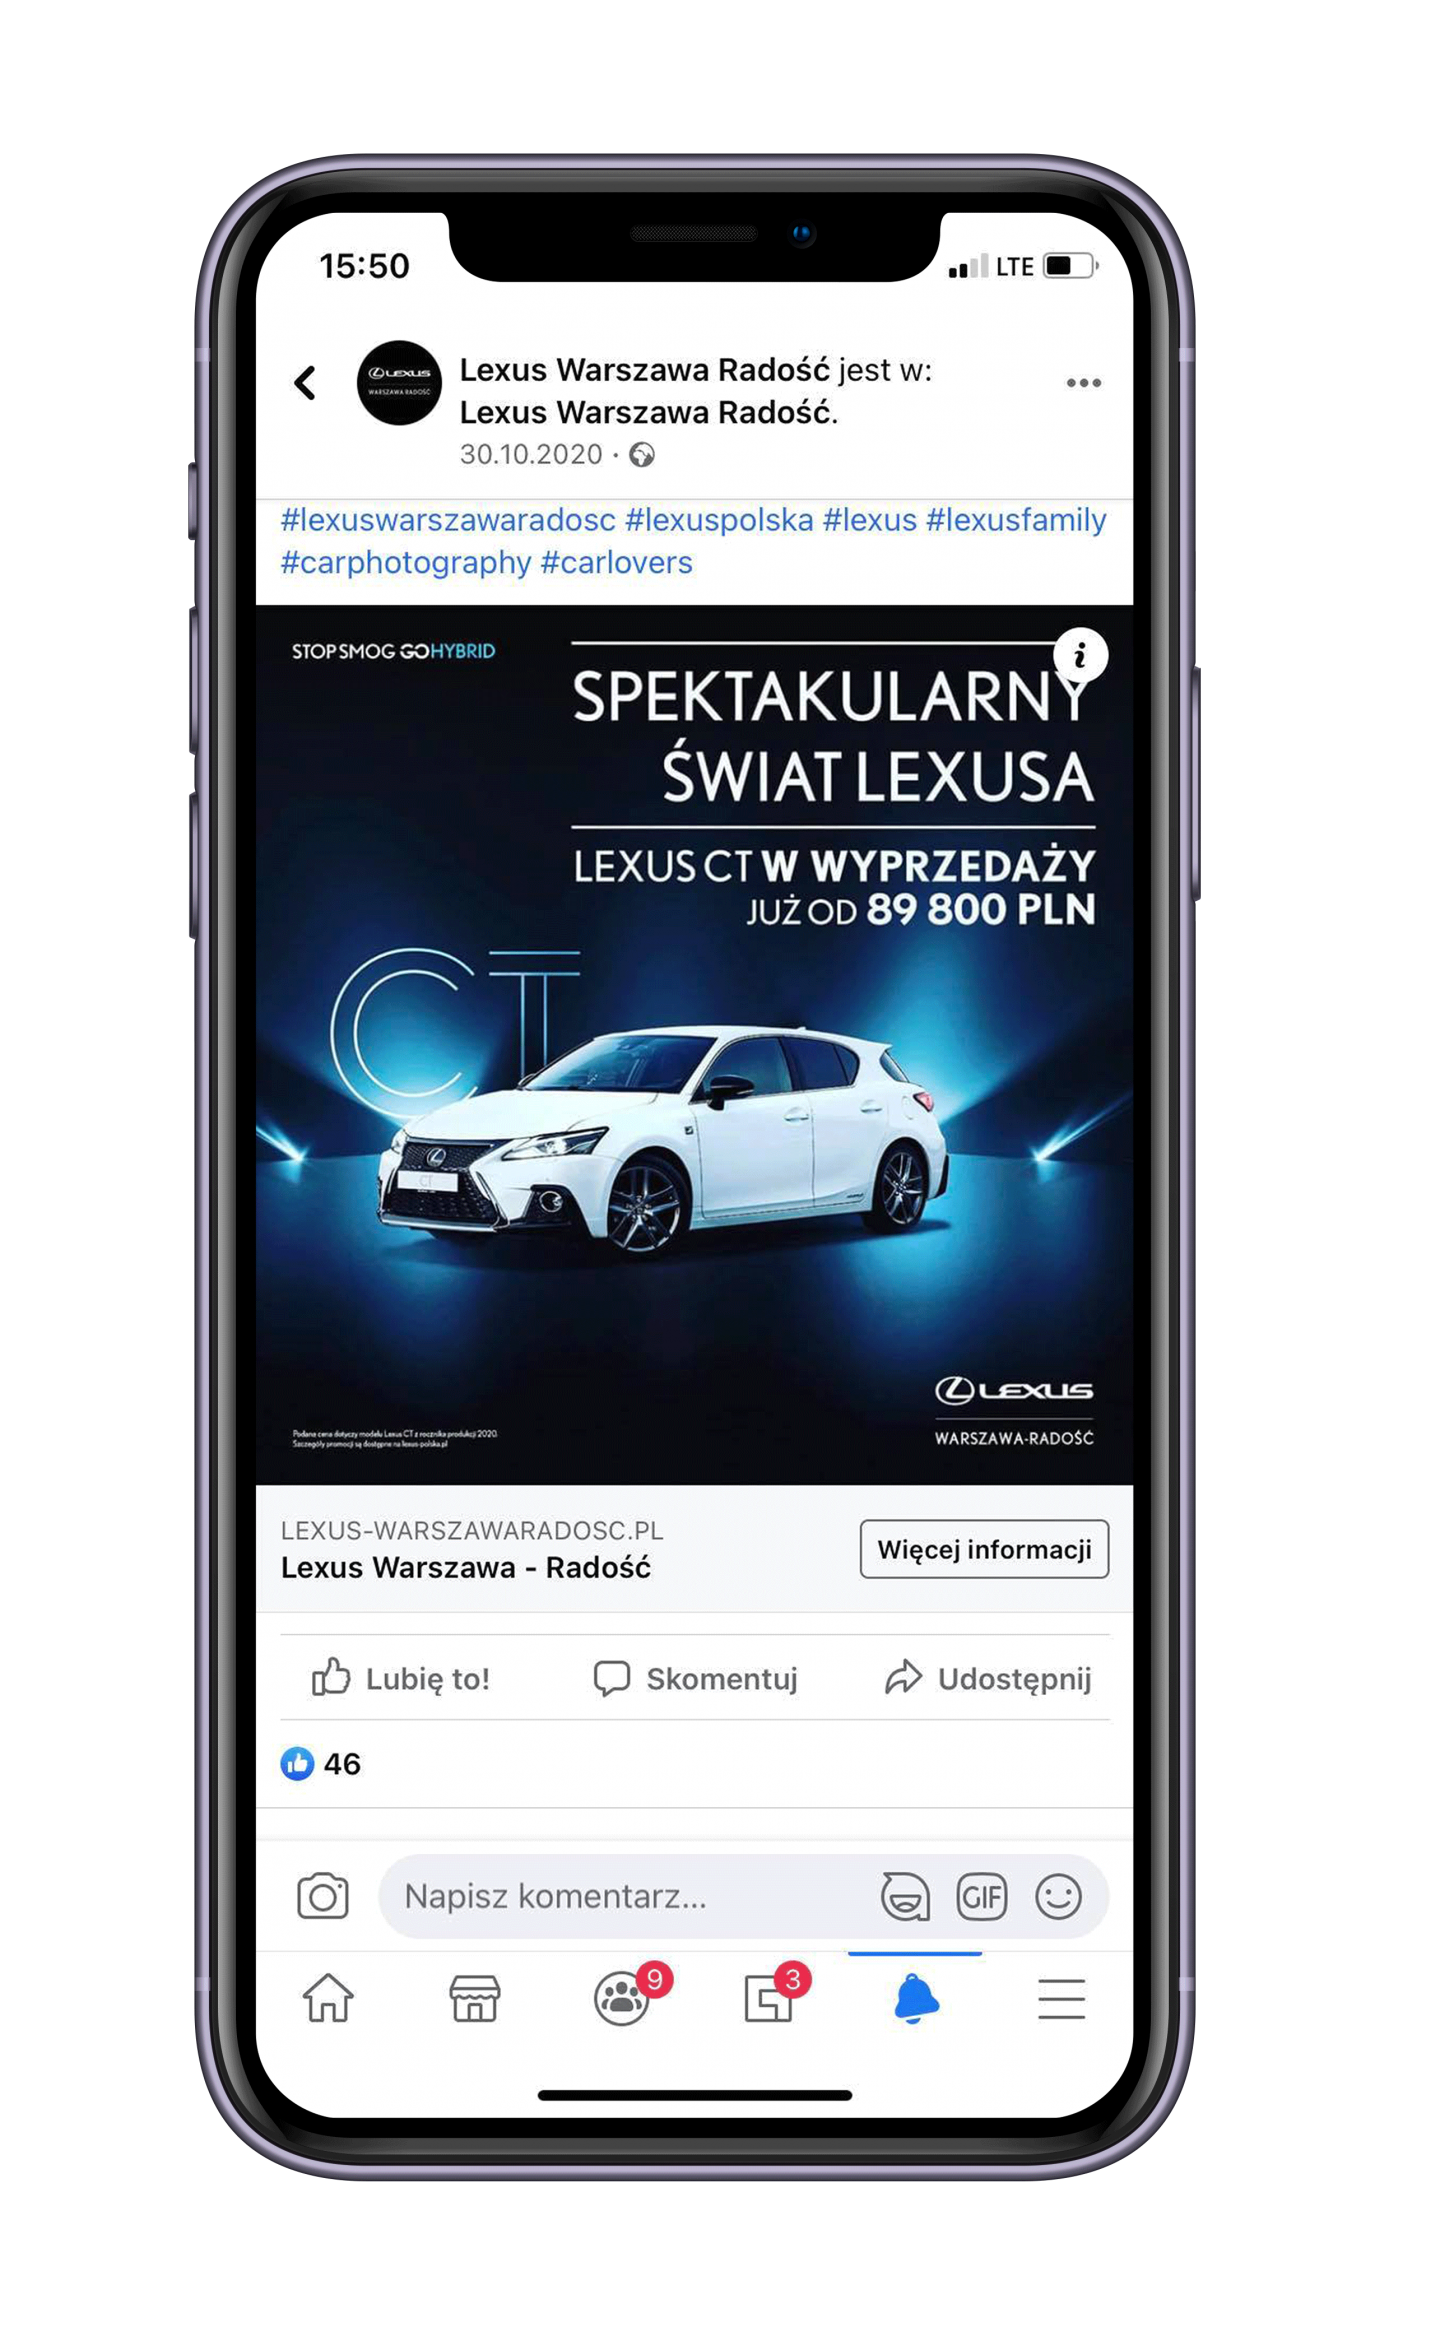 15:50
LTE
LEXUS
WARSZAWA RADOŚĆ
Lexus Warszawa Radość jest w:
Lexus Warszawa Radość.
30.10.2020 ·
#lexuswarszawaradosc #lexuspolska #lexus #lexusfamily
#carphotography #carlovers
STOP SMOG GO HYBRID
i
SPEKTAKULARNY
ŚWIAT LEXUSA
LEXUS CT W WYPRZEDAŻY
JUŻ OD 89 800 PLN
CT
CT
LEXUS
WARSZAWA-RADOŚĆ
Podana cena dotyczy modelu Lexus CT z rocznika produkcji 2020.
Szczegóły promocji są dostępne na lexus-polska.pl
LEXUS-WARSZAWARADOSC.PL
Lexus Warszawa - Radość
Więcej informacji
Lubię to!
Skomentuj
Udostępnij
46
Napisz komentarz...
GIF
9
3